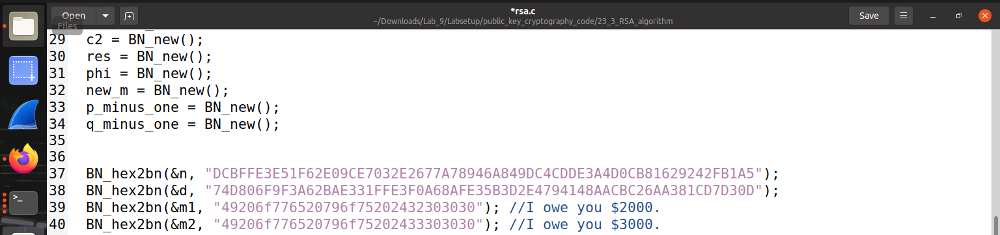 Open
*rsa.c
~/Downloads/Lab_9/Labsetup/public_key_cryptography_code/23_3_RSA_algorithm
Save
Files
29 c2 = BN_new();
30 res = BN_new();
31 phi = BN_new();
32 new_m = BN_new();
33 p_minus_one = BN_new();
34 q_minus_one = BN_new();
35
36
37 BN_hex2bn(&n, "DCBFFE3E51F62E09CE7032E2677A78946A849DC4CDDE3A4D0CB81629242FB1A5");
38 BN_hex2bn(&d, "74D806F9F3A62BAE331FFE3F0A68AFE35B3D2E4794148AACBC26AA381CD7D30D");
39 BN_hex2bn(&m1, "49206f776520796f75202432303030"); //I owe you $2000.
40 BN_hex2bn(&m2, "49206f776520796f75202433303030"); //I owe you $3000.